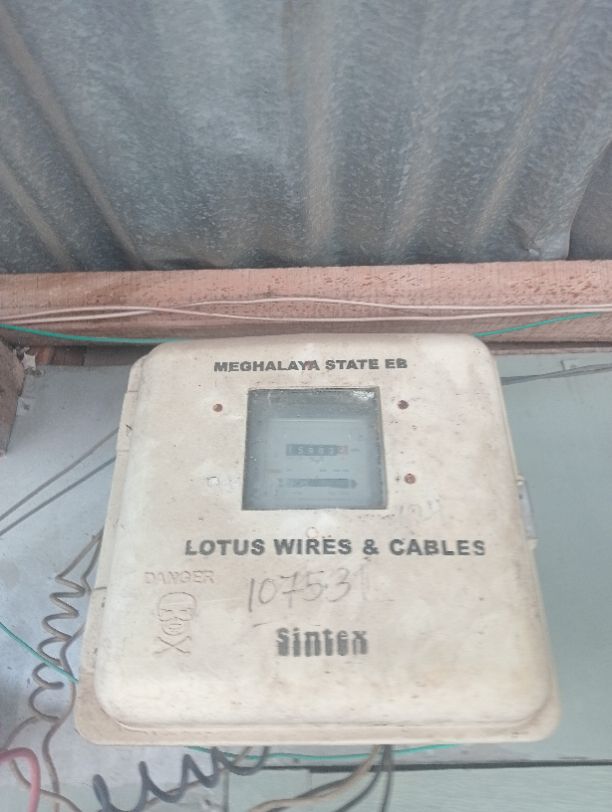 MEGHALAYA STATE EB
LOTUS WIRES & CABLES
DANGER
10753
Sintex